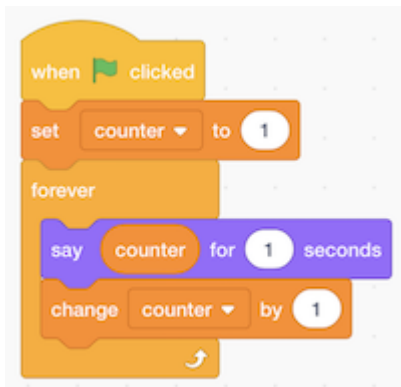 when clicked
set counter to 1
forever
say counter for 1 seconds
change counter by 1